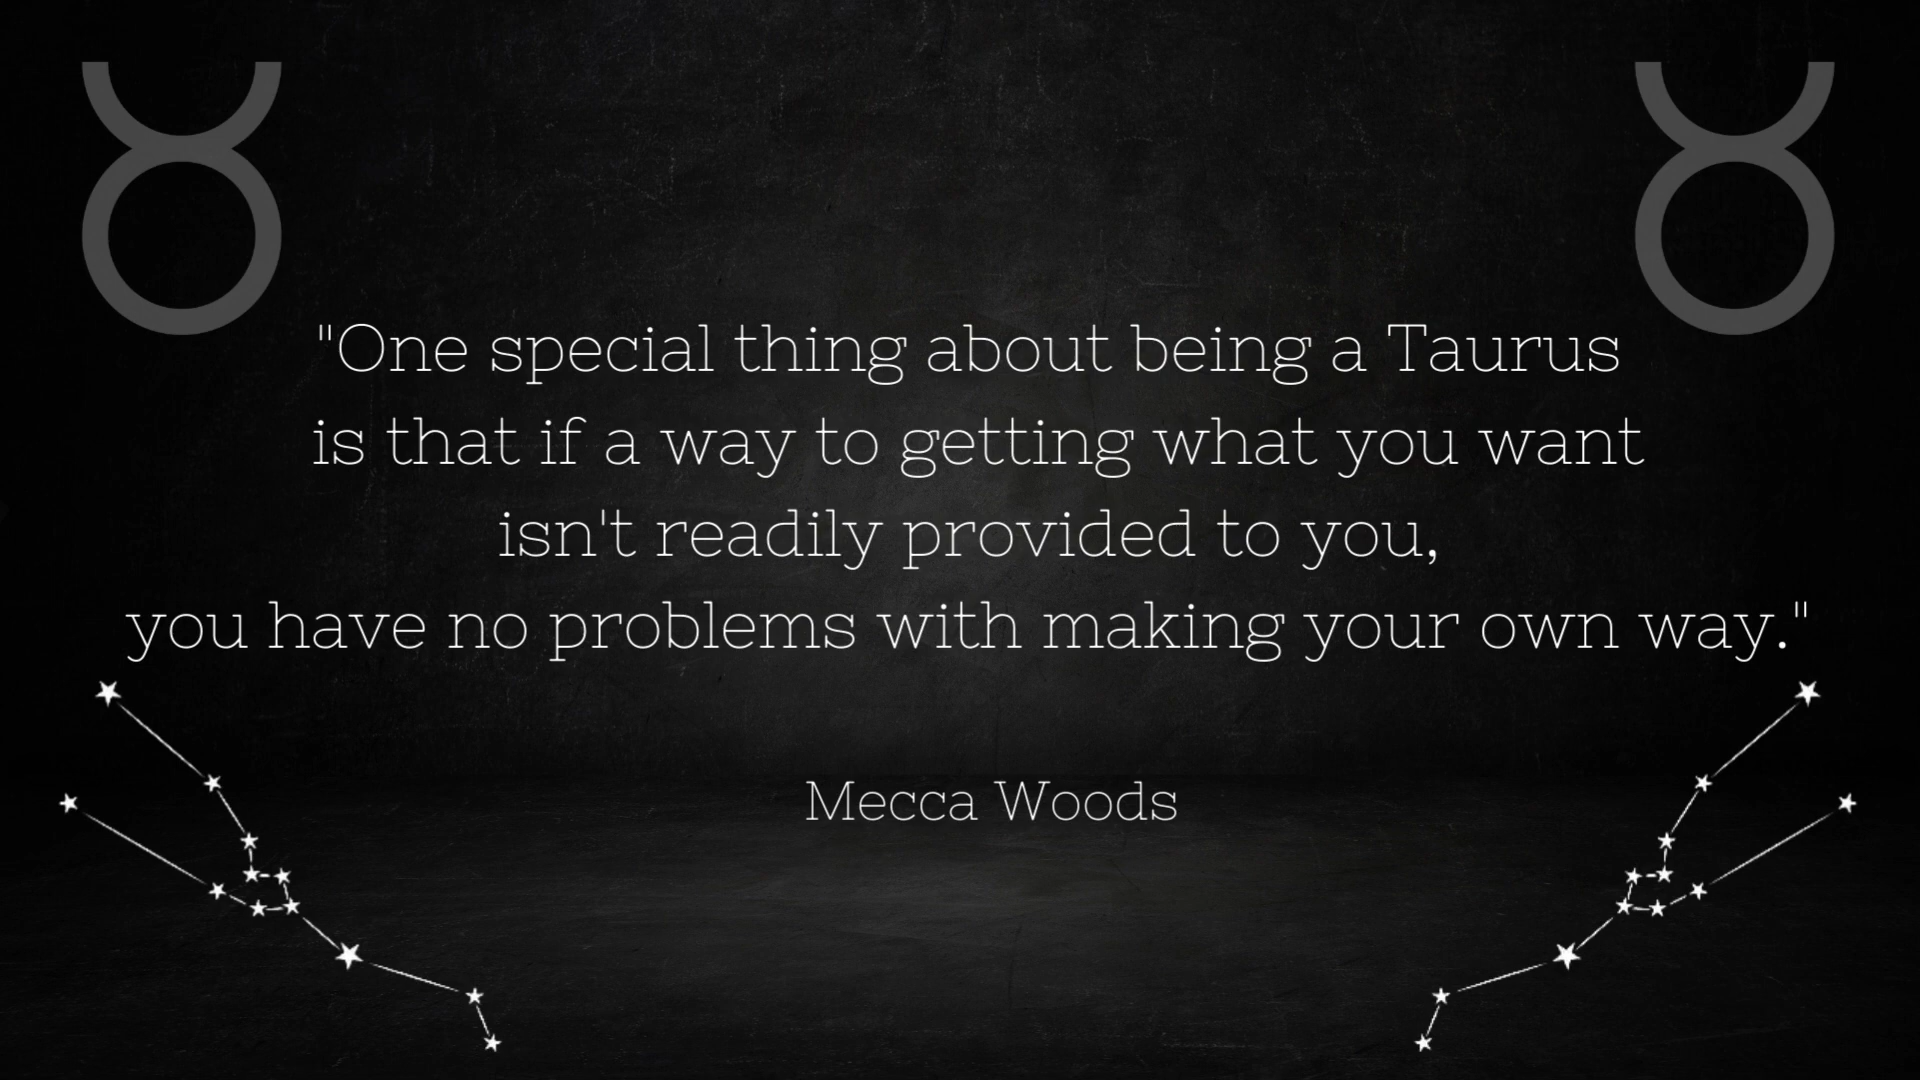 "One special thing about being a Taurus
is that if a way to getting what you want
isn't readily provided to you,
you have no problems with making your own way."
Mecca Woods